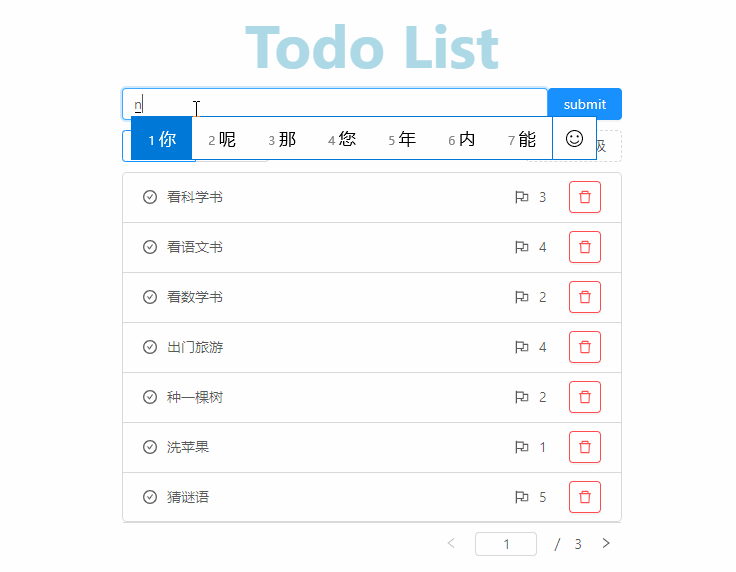 Todo List
n submit
1 你 2 呢 3 那 4 您 5 年 6 内 7 能
级
看科学书 3
看语文书 4
看数学书 2
出门旅游 4
种一棵树 2
洗苹果 1
猜谜语 5
1 / 3